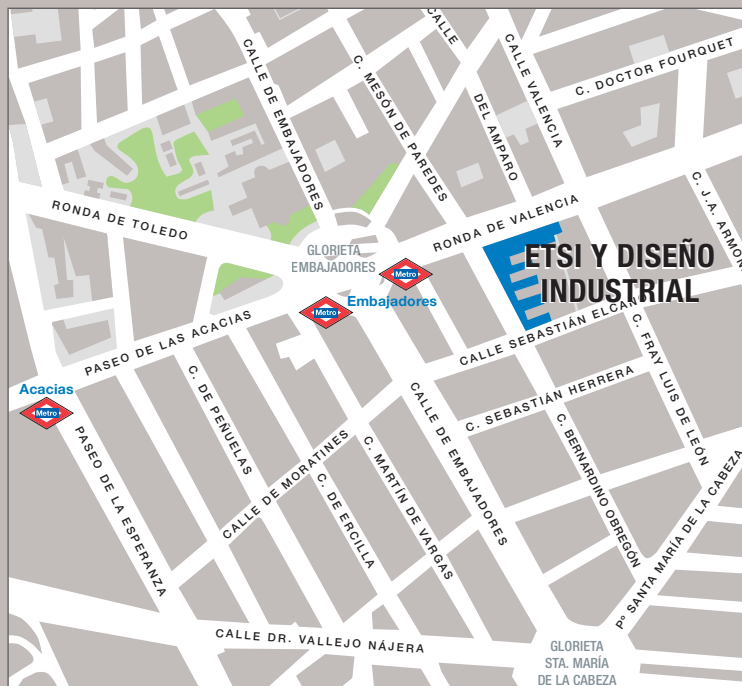 CALLE DE EMBAJADORES
C. MESÓN DE PAREDES
CALLE
DEL AMPARO
CALLE VALENCIA
C. DOCTOR FOURQUET
RONDA DE TOLEDO
RONDA DE VALENCIA
C. J.A. ARMON
GLORIETA
EMBAJADORES
ETSI Y DISEÑO
INDUSTRIAL
Metro
Embajadores
Metro
PASEO DE LAS ACACIAS
CALLE SEBASTIÁN ELCANO
Acacias
Metro
C. DE PEÑUELAS
CALLE DE EMBAJADORES
C. SEBASTIÁN HERRERA
C. FRAY LUIS DE LEÓN
PASEO DE LA ESPERANZA
CALLE DE MORATINES
C. DE ERCILLA
C. MARTÍN DE VARGAS
C. BERNARDINO OBREGÓN
Pº SANTA MARÍA DE LA CABEZA
CALLE DR. VALLEJO NÁJERA
GLORIETA
STA. MARÍA
DE LA CABEZA